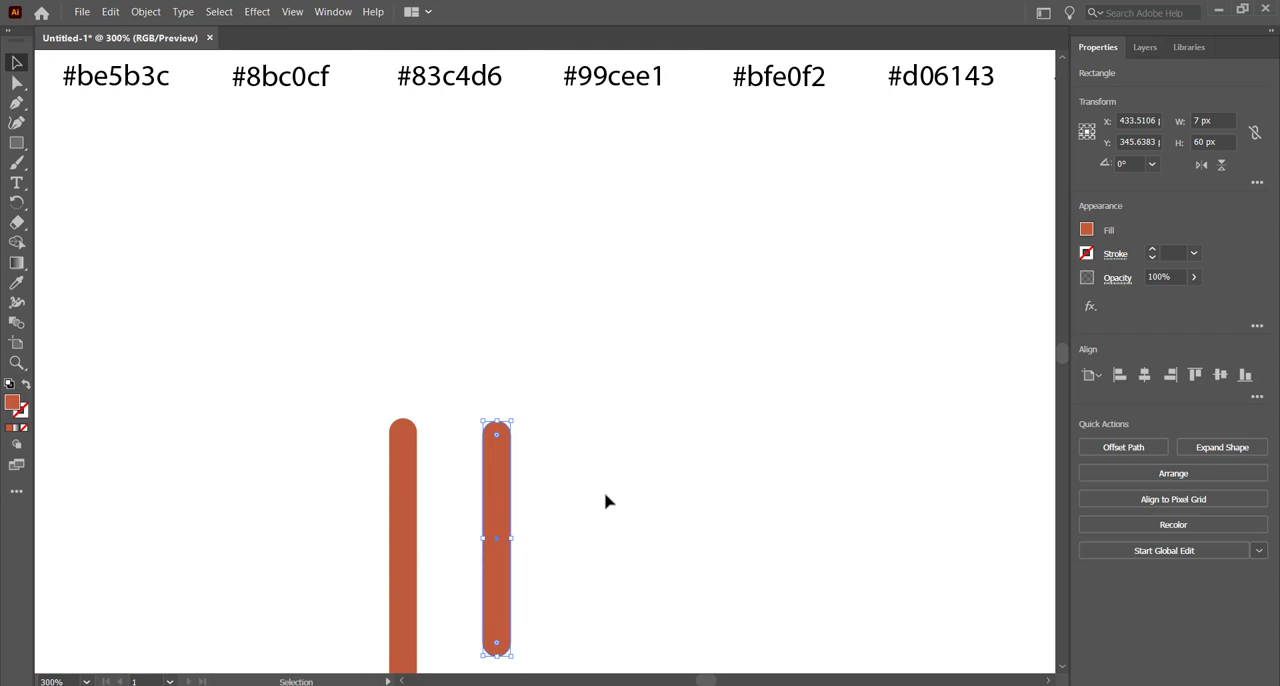 Ai File Edit Object Type Select Effect View Window Help Search Adobe Help
Untitled-1* @ 300% (RGB/Preview) ×
#be5b3c #8bc0cf #83c4d6 #99cee1 #bfe0f2 #d06143
Properties Layers Libraries
Rectangle
Transform
X: 433.5106 W: 7 px
Y: 345.6383 H: 60 px
0°
Appearance
Fill
Stroke
Opacity 100%
fx.
Align
Quick Actions
Offset Path Expand Shape
Arrange
Align to Pixel Grid
Recolor
Start Global Edit
300% 1 Selection